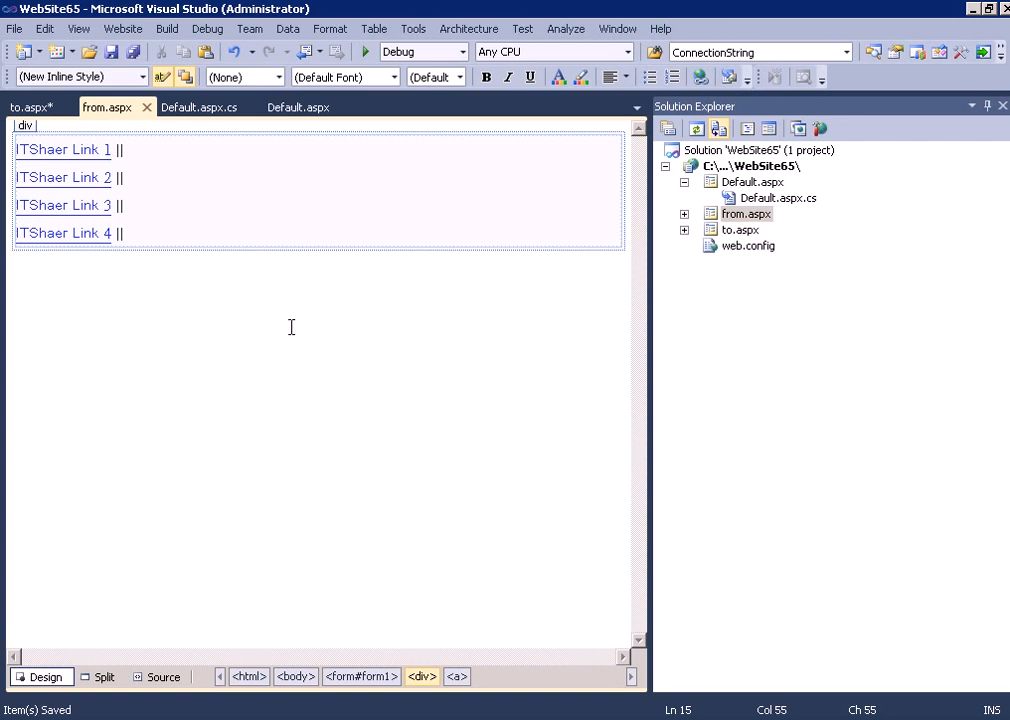 WebSite65 - Microsoft Visual Studio (Administrator)
File Edit View Website Build Debug Team Data Format Table Tools Architecture Test Analyze Window Help
Debug Any CPU ConnectionString
(New Inline Style) (None) (Default Font) (Default B I U
to.aspx* from.aspx Default.aspx.cs Default.aspx
Solution Explorer
div
ITShaer Link 1 ||
ITShaer Link 2 ||
ITShaer Link 3 ||
ITShaer Link 4 ||
Solution 'WebSite65' (1 project)
C:\...\WebSite65\
Default.aspx
Default.aspx.cs
from.aspx
to.aspx
web.config
Design Split Source <html> <body> <form#form1> <div> <a>
Item(s) Saved Ln 15 Col 55 Ch 55 INS